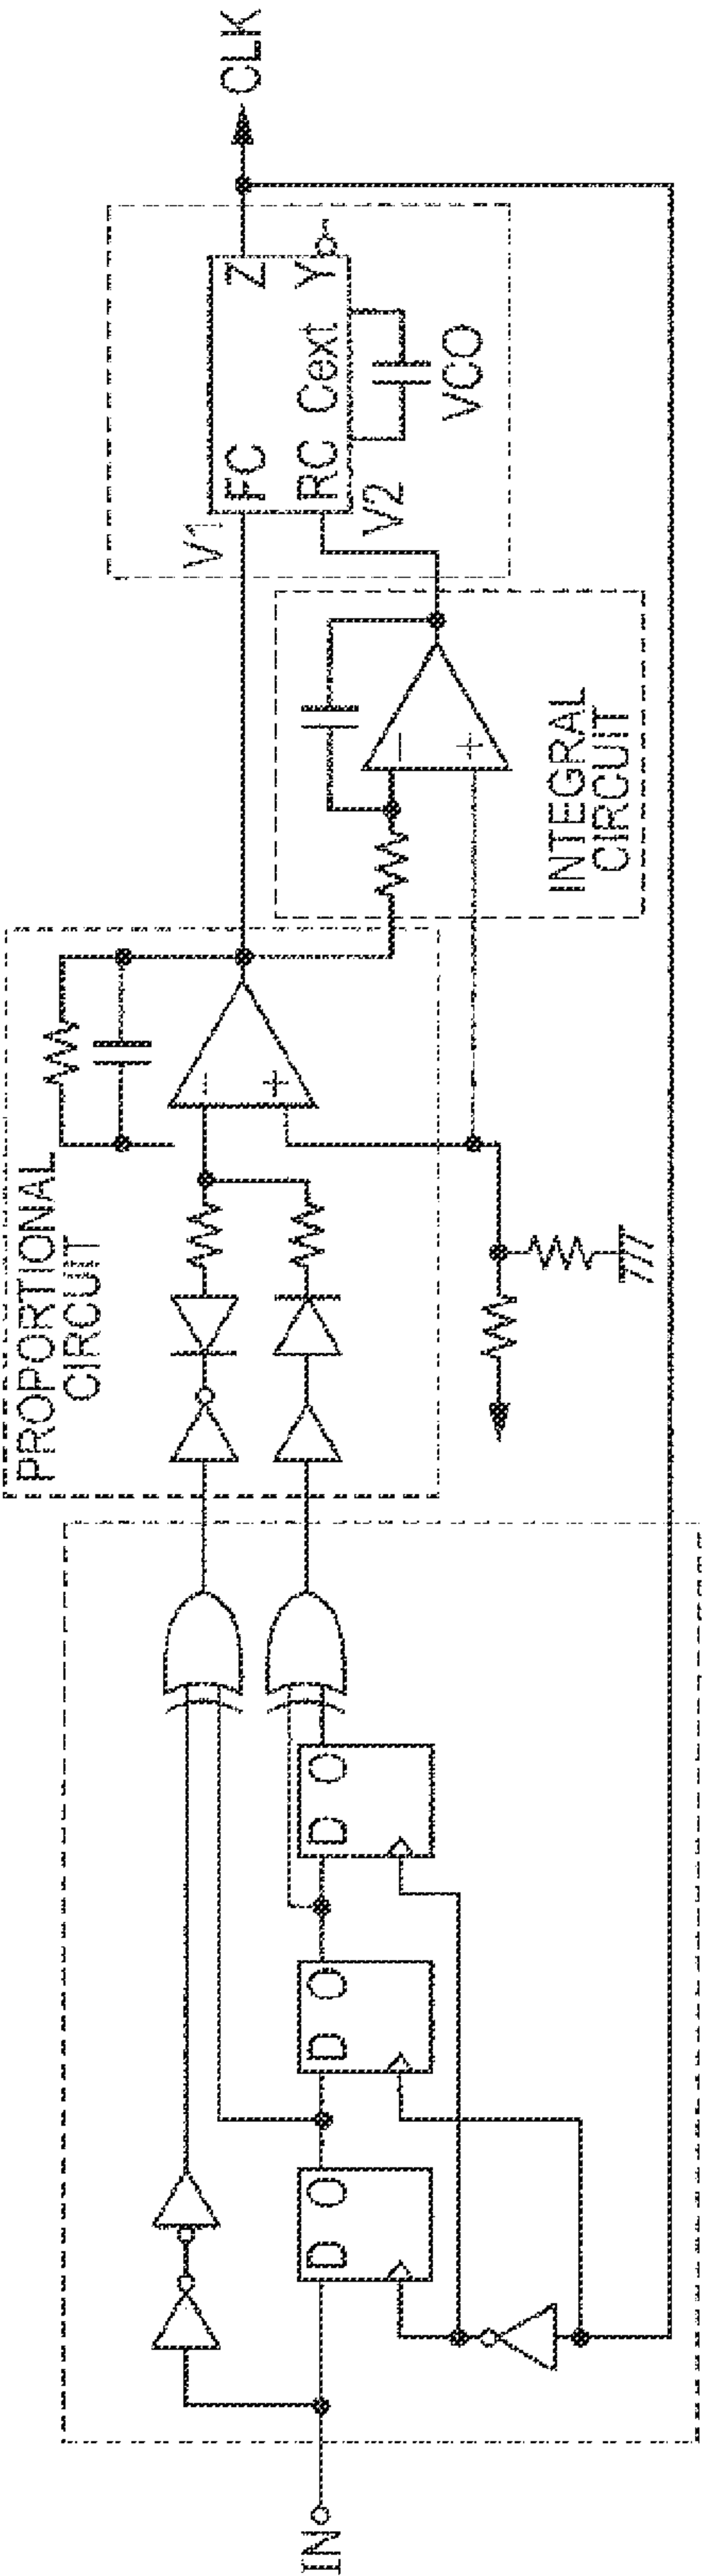 IN
D O
D O
D O
PROPORTIONAL
CIRCUIT
- +
- +
INTEGRAL
CIRCUIT
V1
V2
FC Z
RC Cext Y
VCO
CLK